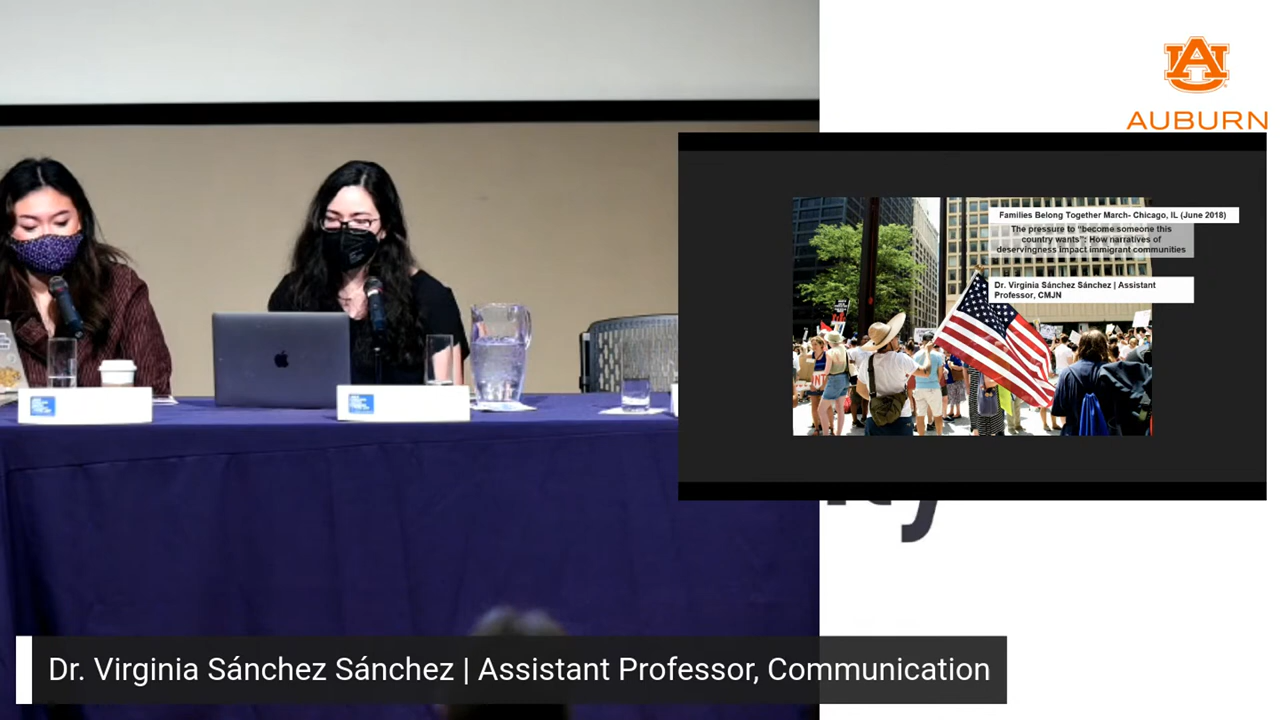 AUBURN
Families Belong Together March- Chicago, IL (June 2018)
The pressure to “become someone this
country wants”: How narratives of
deservingness impact immigrant communities
Dr. Virginia Sánchez Sánchez | Assistant
Professor, CMJN
Dr. Virginia Sánchez Sánchez | Assistant Professor, Communication